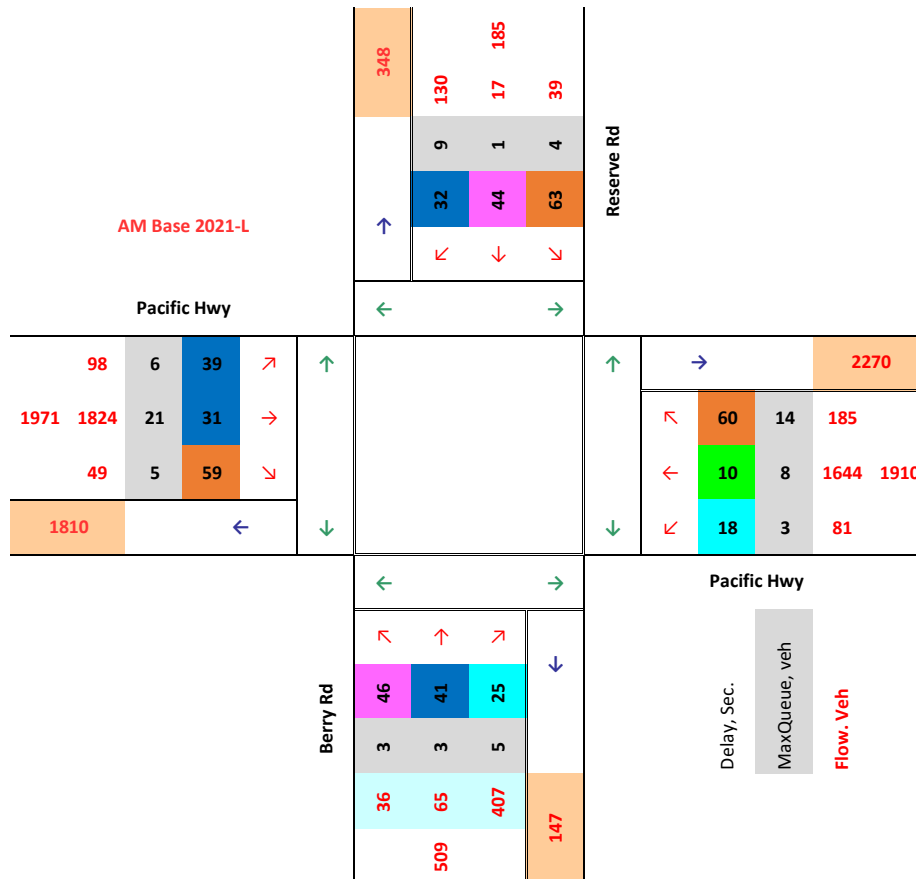 348
185
130 17 39
9 1 4
32 44 63
↑
↙ ↓ ↘
Reserve Rd
AM Base 2021-L
Pacific Hwy
← →
98 6 39 ↗
1971 1824 21 31 →
49 5 59 ↘
1810 ←
↑
↓
↑
↓
→ 2270
↖ 60 14 185
← 10 8 1644 1910
↙ 18 3 81
Pacific Hwy
← →
↖ ↑ ↗
↓
46 41 25
3 3 5
36 65 407
509
147
Berry Rd
Delay, Sec.
MaxQueue, veh
Flow. Veh